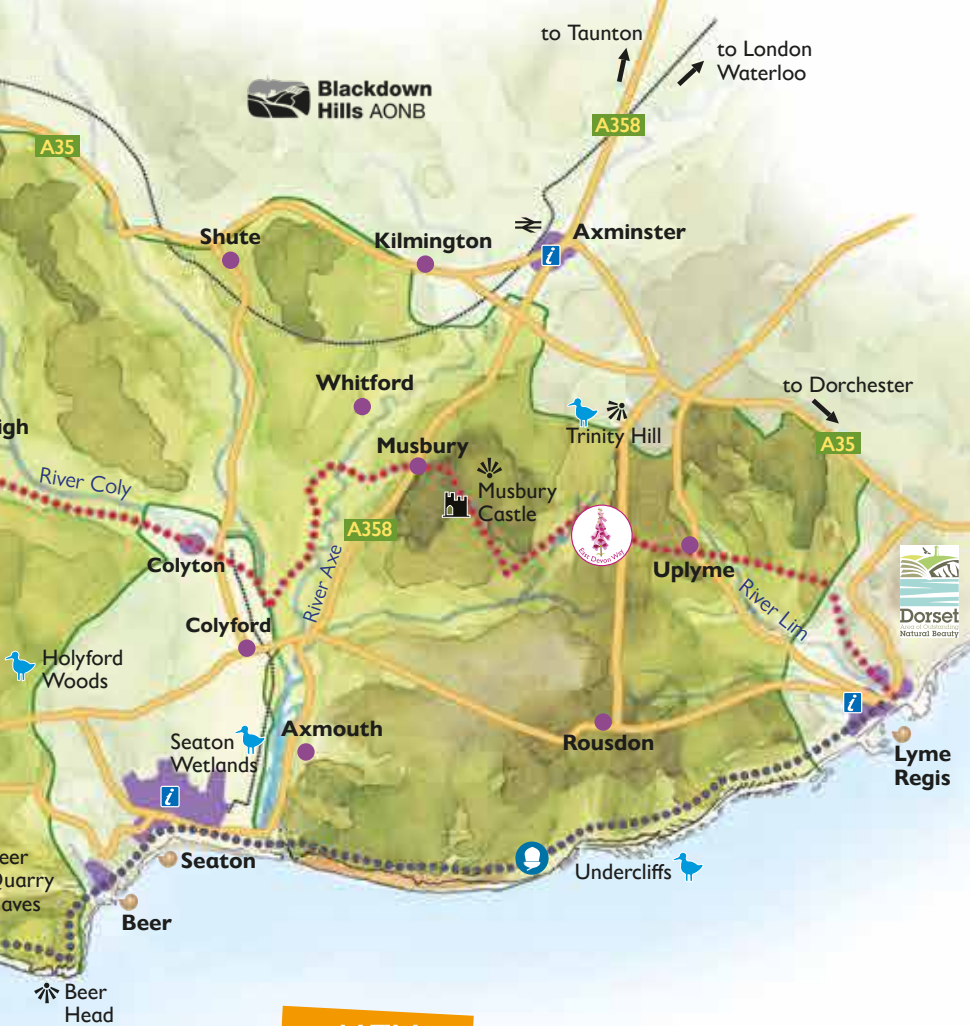 to Taunton
to London
Waterloo
Blackdown
Hills AONB
A358
A35
Shute
Kilmington
Axminster
Whitford
to Dorchester
Trinity Hill
A35
igh
Musbury
River Coly
Musbury
Castle
A358
East Devon Way
Colyton
River Axe
Uplyme
River Lim
Dorset
Area of Outstanding
Natural Beauty
Colyford
Holyford
Woods
Seaton
Wetlands
Axmouth
Rousdon
Lyme
Regis
Seaton
Undercliffs
eer
Quarry
aves
Beer
Beer
Head
KEY